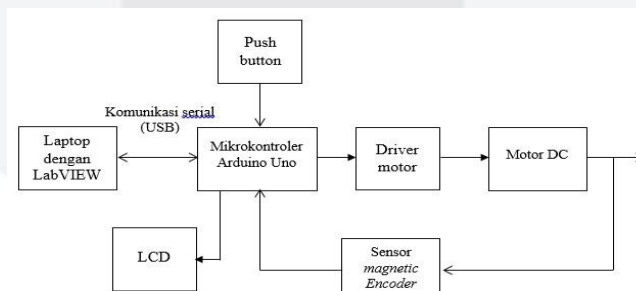 Push
button
Komunikasi serial
(USB)
Laptop
dengan
LabVIEW
Mikrokontroler
Arduino Uno
Driver
motor
Motor DC
LCD
Sensor
magnetic
Encoder